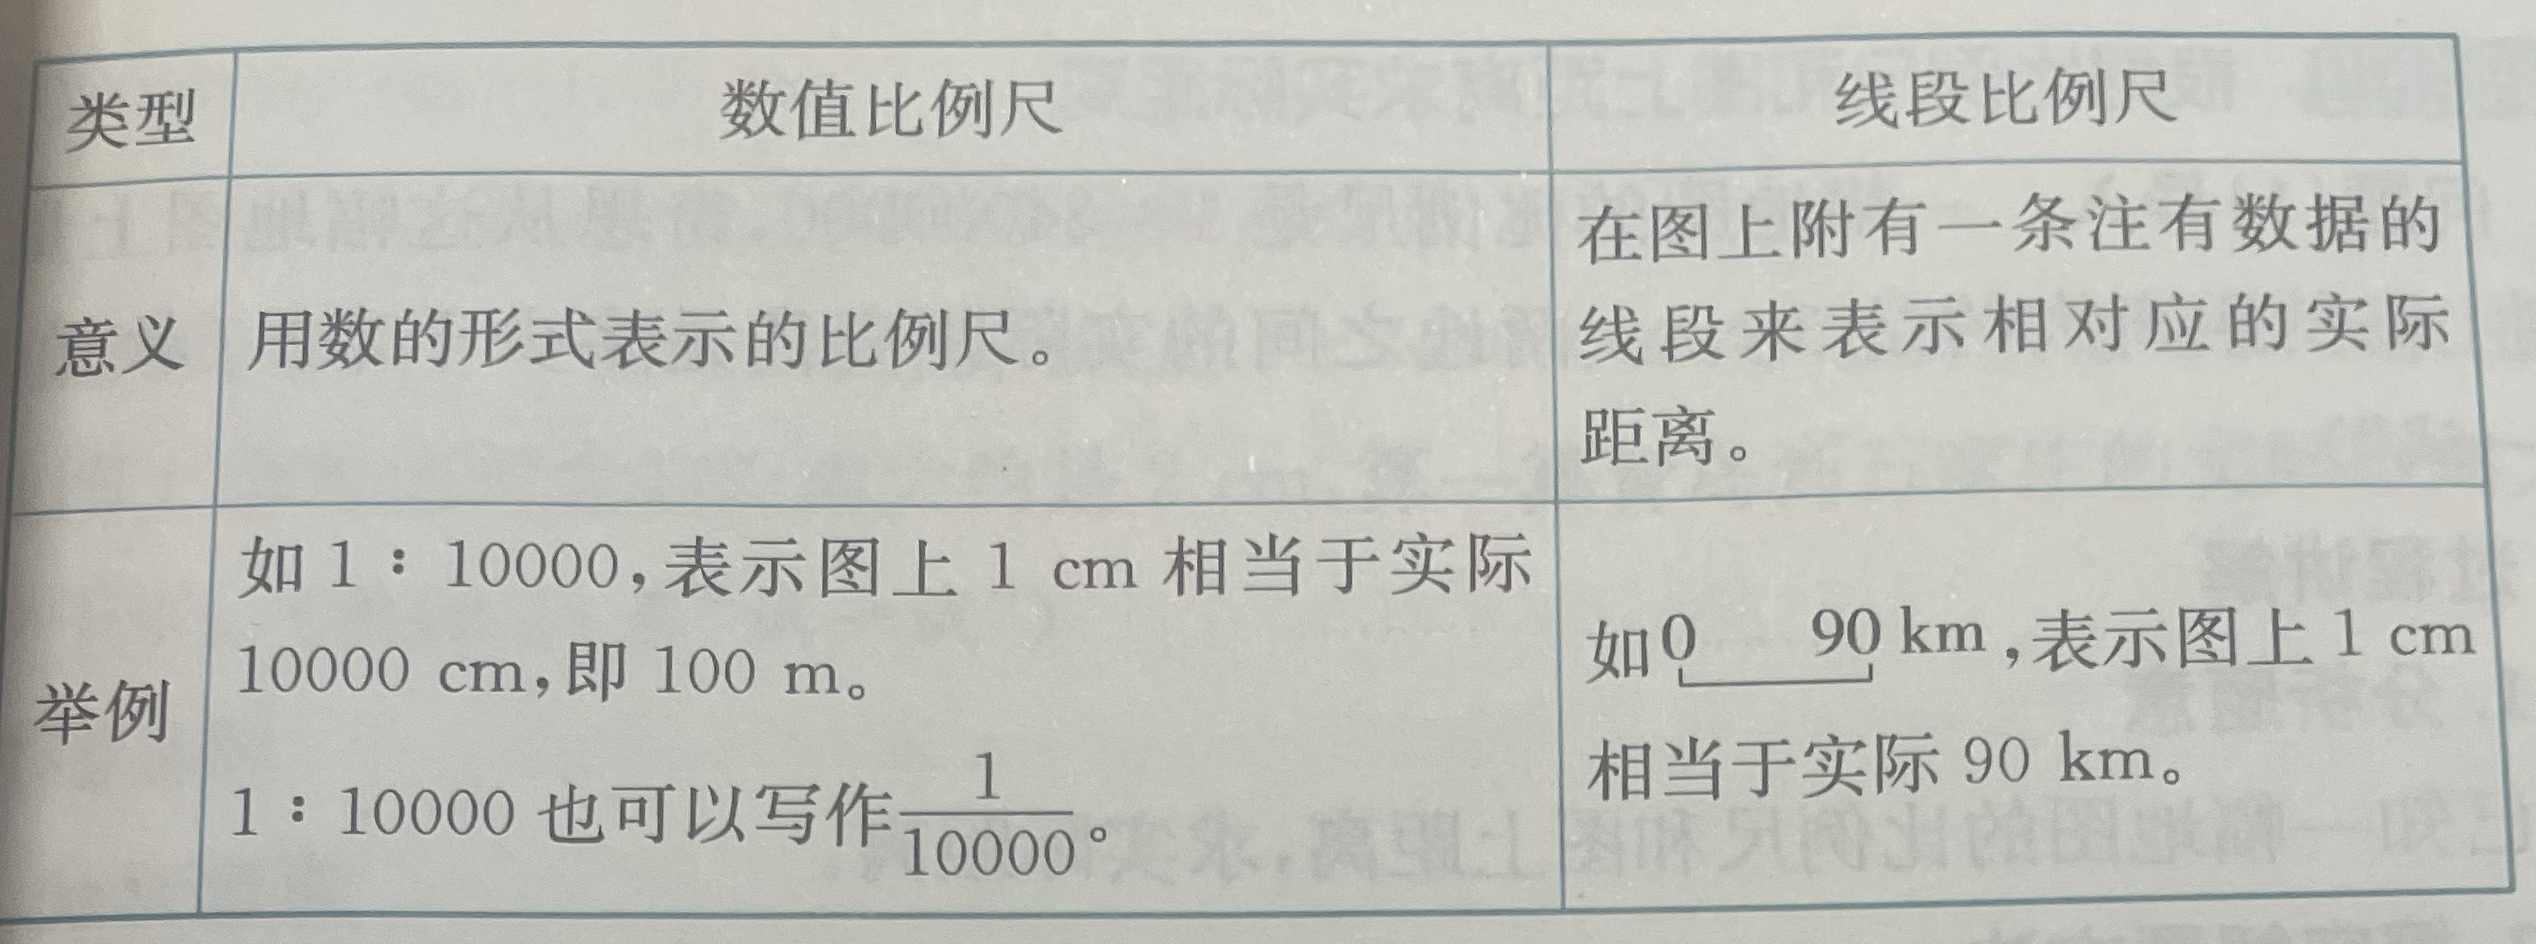 类型
数值比例尺
线段比例尺
意义
用数的形式表示的比例尺。
在图上附有一条注有数据的
线段来表示相对应的实际
距离。
举例
如 1：10000,表示图上 1 cm 相当于实际
10000 cm,即 100 m。
1：10000 也可以写作 1/10000。
如 0 90 km,表示图上 1 cm
相当于实际 90 km。